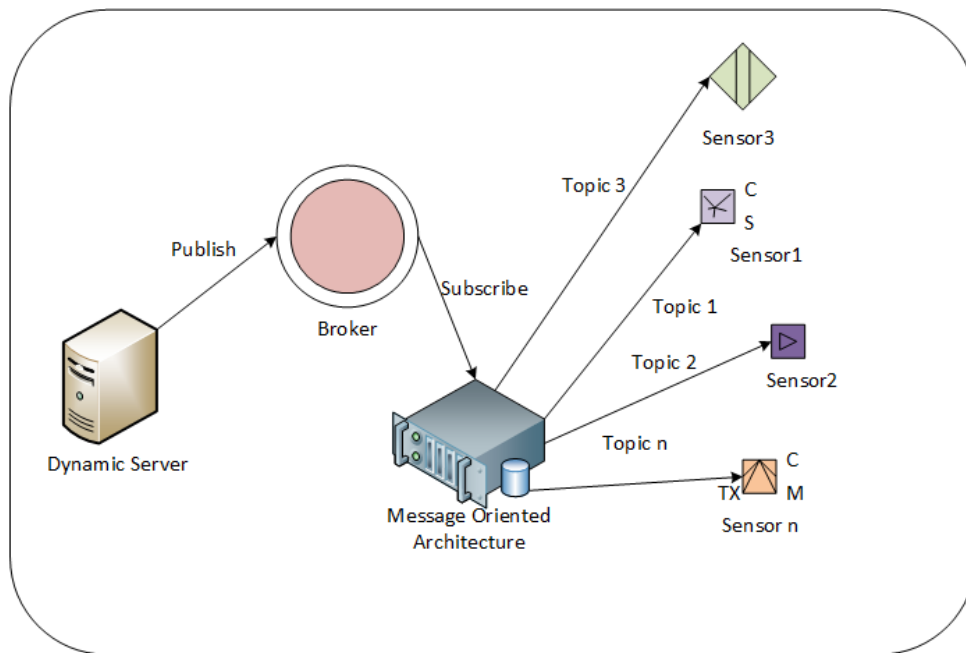 Sensor3
Topic 3
C
S
Sensor1
Publish
Subscribe
Topic 1
Broker
Topic 2
Sensor2
Dynamic Server
Topic n
C
TX
M
Message Oriented
Architecture
Sensor n